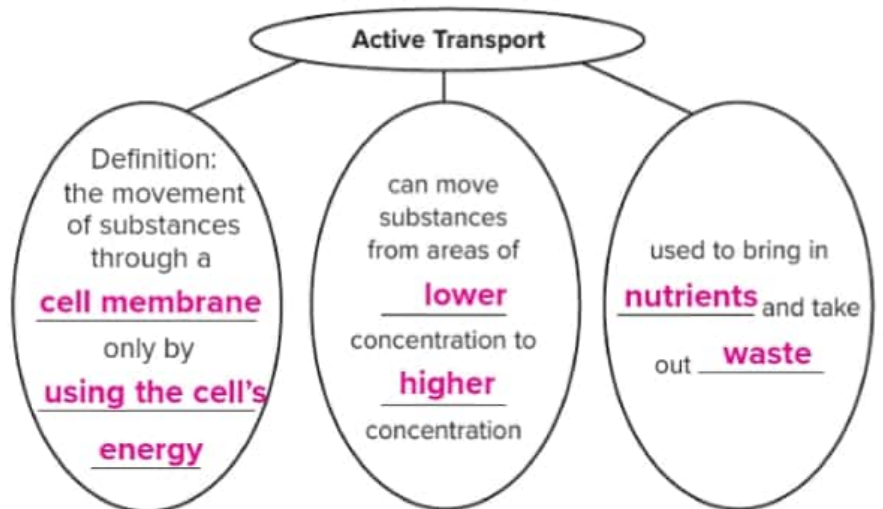 Active Transport
Definition:
the movement
of substances
through a
cell membrane
only by
using the cell's
energy
can move
substances
from areas of
lower
concentration to
higher
concentration
used to bring in
nutrients and take
out waste